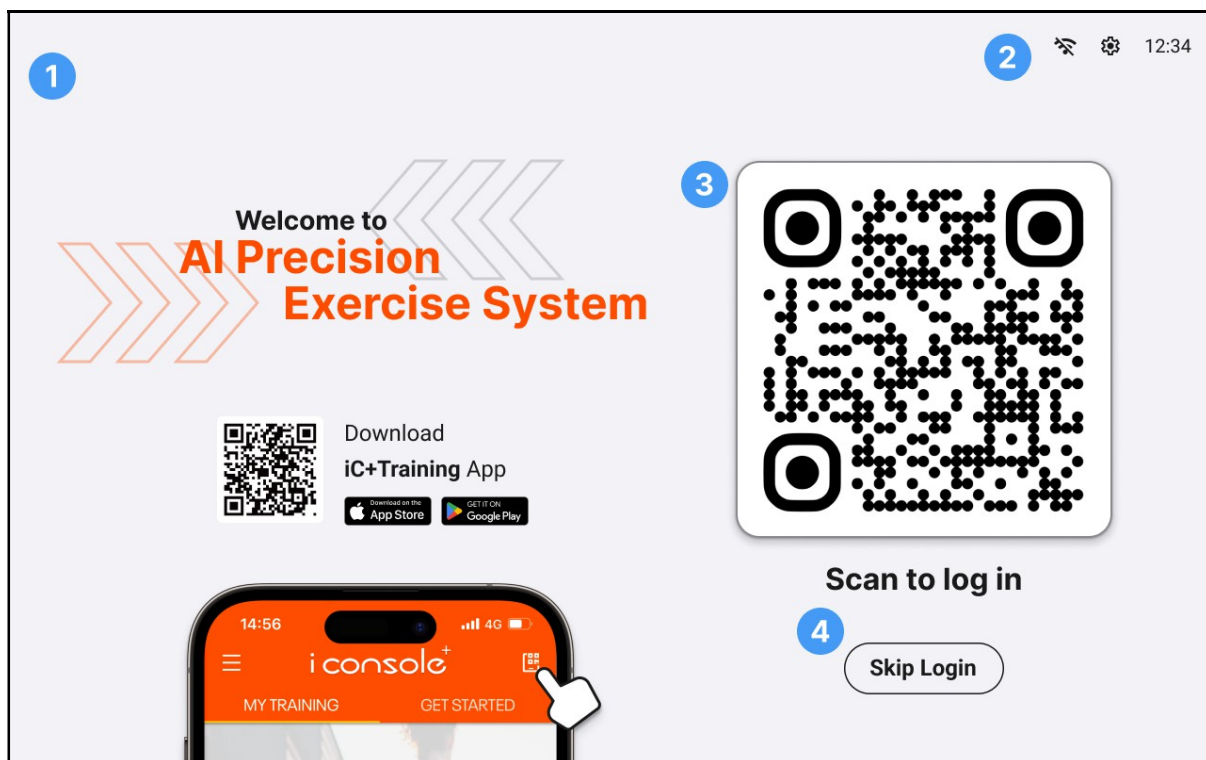 1
2
12:34
3
Welcome to
AI Precision
Exercise System
Download
iC+Training App
Download on the
App Store
GET IT ON
Google Play
Scan to log in
4
Skip Login
14:56
4G
i console+
MY TRAINING
GET STARTED